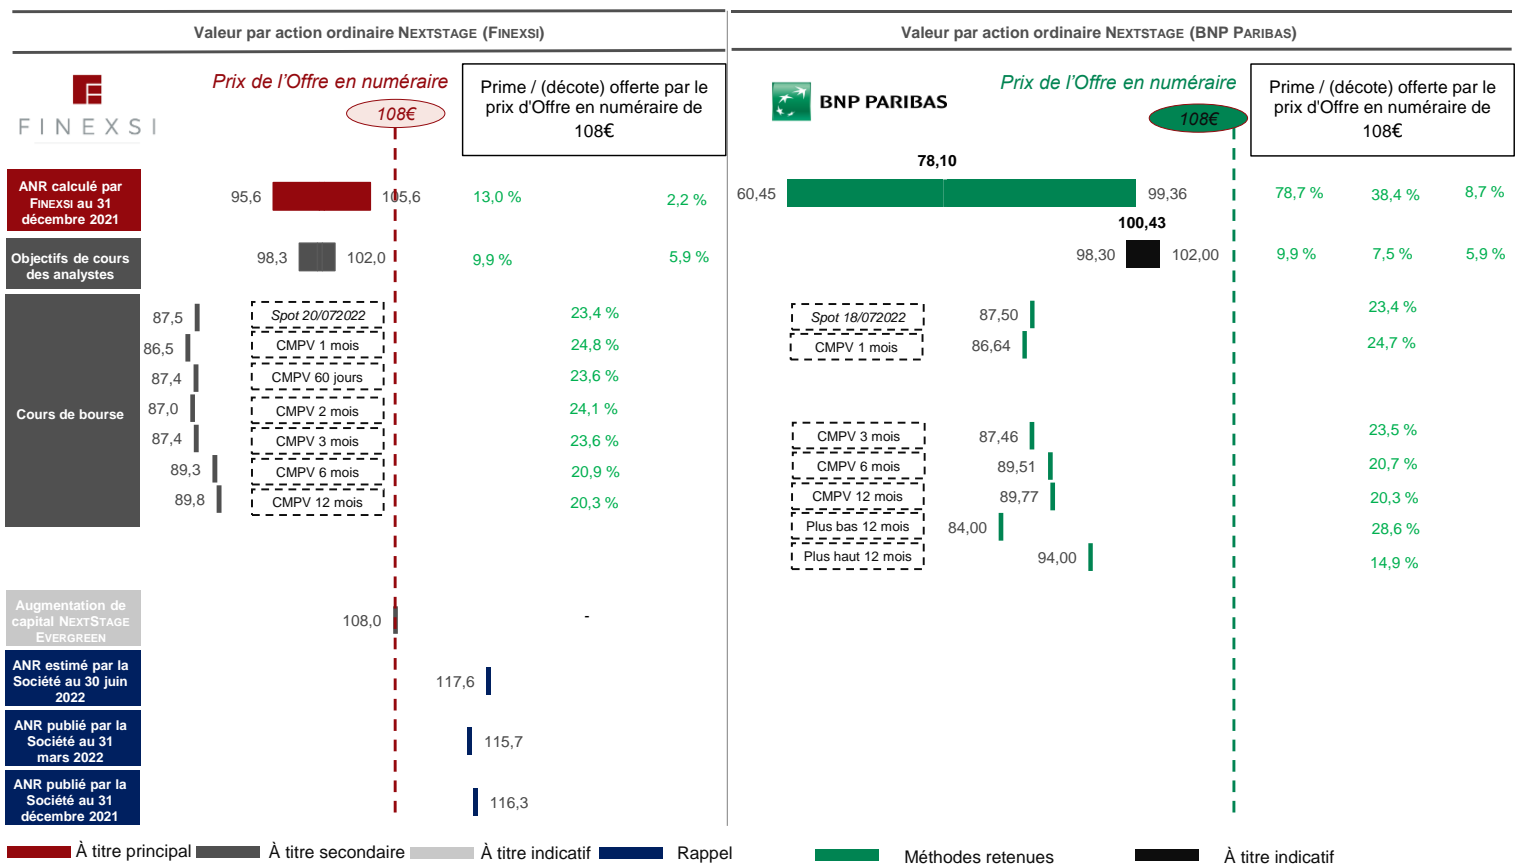 Valeur par action ordinaire NEXTSTAGE (FINEXSI)
Prix de l'Offre en numéraire
108€
Prime / (décote) offerte par le
prix d'Offre en numéraire de
108€
FINEXSI
ANR calculé par
FINEXSI au 31
décembre 2021
95,6
105,6
13,0 %
2,2 %
Objectifs de cours
des analystes
98,3
102,0
9,9 %
5,9 %
Cours de bourse
87,5
Spot 20/072022
23,4 %
86,5
CMPV 1 mois
24,8 %
87,4
CMPV 60 jours
23,6 %
87,0
CMPV 2 mois
24,1 %
87,4
CMPV 3 mois
23,6 %
89,3
CMPV 6 mois
20,9 %
89,8
CMPV 12 mois
20,3 %
Augmentation de
capital NEXTSTAGE
EVERGREEN
108,0
-
ANR estimé par la
Société au 30 juin
2022
117,6
ANR publié par la
Société au 31
mars 2022
115,7
ANR publié par la
Société au 31
décembre 2021
116,3
À titre principal
À titre secondaire
À titre indicatif
Rappel
Valeur par action ordinaire NEXTSTAGE (BNP PARIBAS)
BNP PARIBAS
Prix de l'Offre en numéraire
108€
Prime / (décote) offerte par le
prix d'Offre en numéraire de
108€
78,10
60,45
99,36
78,7 %
38,4 %
8,7 %
100,43
98,30
102,00
9,9 %
7,5 %
5,9 %
Spot 18/072022
87,50
23,4 %
CMPV 1 mois
86,64
24,7 %
CMPV 3 mois
87,46
23,5 %
CMPV 6 mois
89,51
20,7 %
CMPV 12 mois
89,77
20,3 %
Plus bas 12 mois
84,00
28,6 %
Plus haut 12 mois
94,00
14,9 %
Méthodes retenues
À titre indicatif